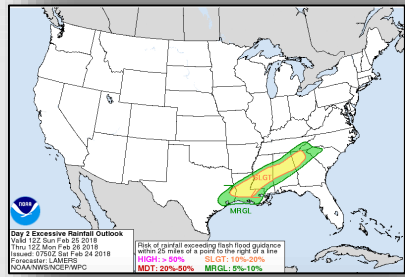 SLGT
MRGL
NOAA
Day 2 Excessive Rainfall Outlook
Valid 12Z Sun Feb 25 2018
Thru 12Z Mon Feb 26 2018
Issued: 0750Z Sat Feb 24 2018
Forecaster: LAMERS
NOAA/NWS/NCEP/WPC
Risk of rainfall exceeding flash flood guidance
within 25 miles of a point to the right of a line
HIGH: > 50% SLGT: 10%-20%
MDT: 20%-50% MRGL: 5%-10%